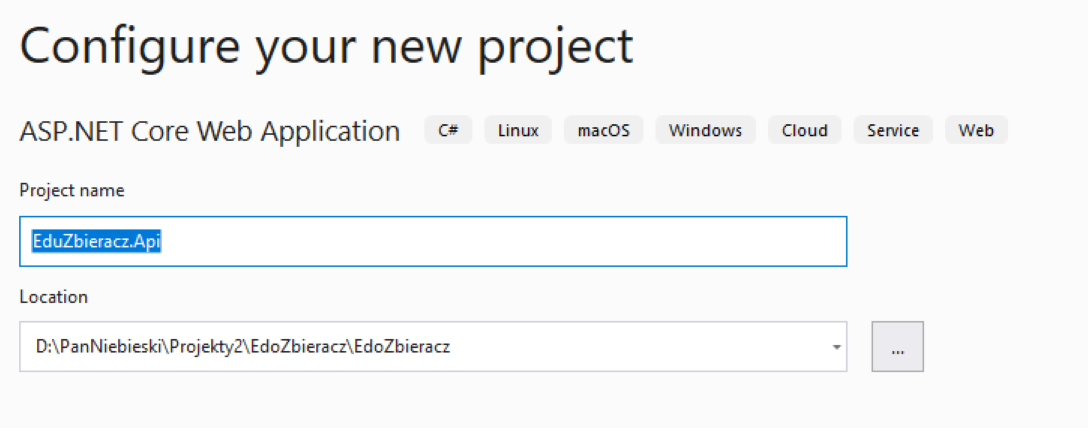 Configure your new project
ASP.NET Core Web Application C# Linux macOS Windows Cloud Service Web
Project name
EduZbieracz.Api
Location
D:\PanNiebieski\Projekty2\EdoZbieracz\EdoZbieracz ...